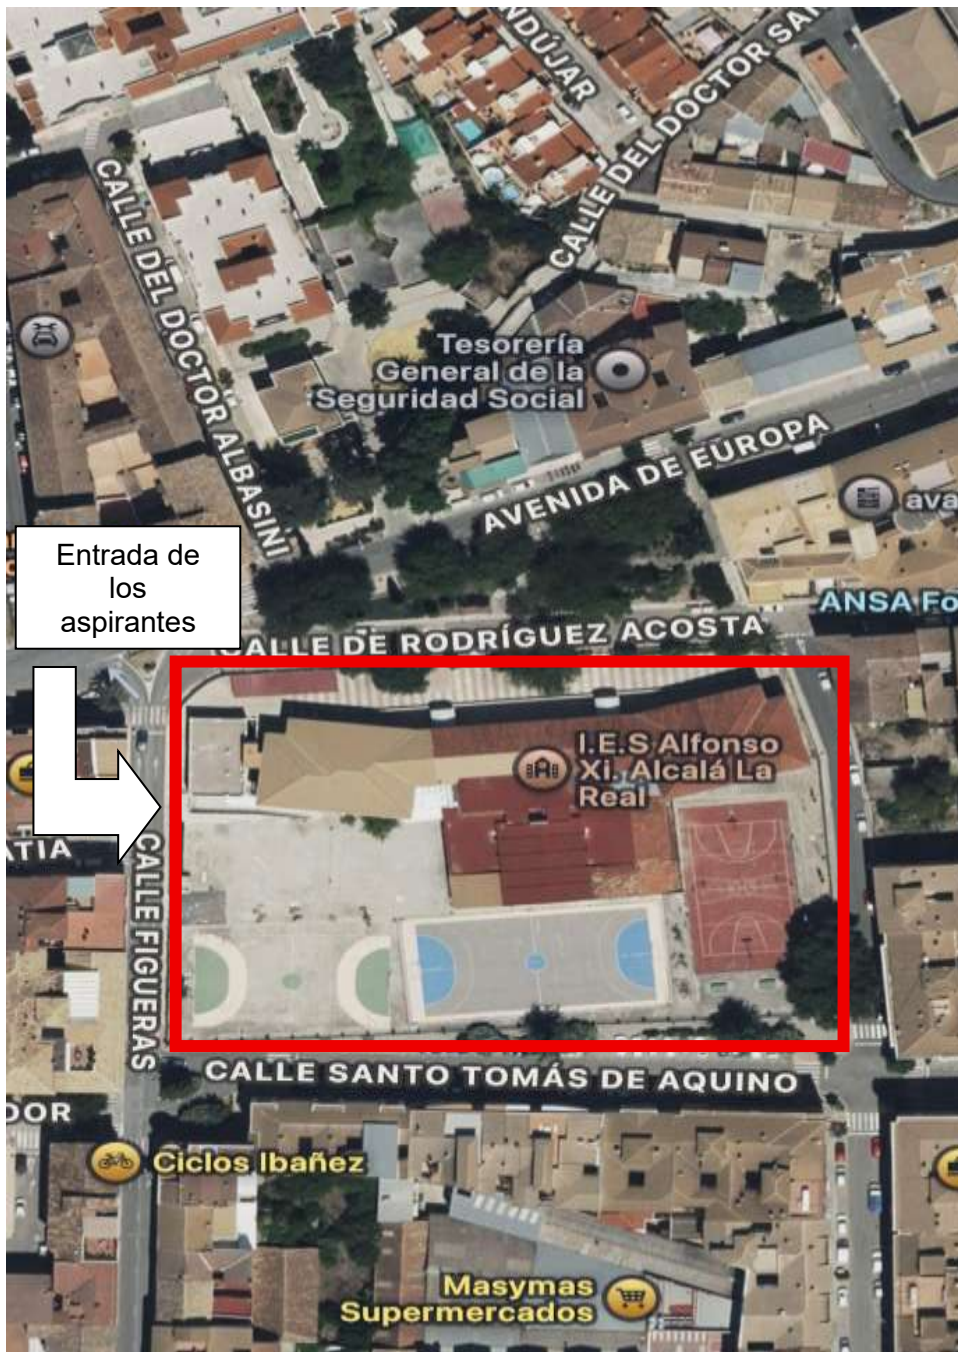 NDÚJAR
CALLE DEL DOCTOR SAN
CALLE DEL DOCTOR ALBASINI
Tesorería
General de la
Seguridad Social
AVENIDA DE EUROPA
ava
Entrada de
los
aspirantes
ANSA Fo
CALLE DE RODRÍGUEZ ACOSTA
I.E.S Alfonso
Xi. Alcalá La
Real
ATIA
CALLE FIGUERAS
CALLE SANTO TOMÁS DE AQUINO
DOR
Ciclos Ibañez
Masymas
Supermercados